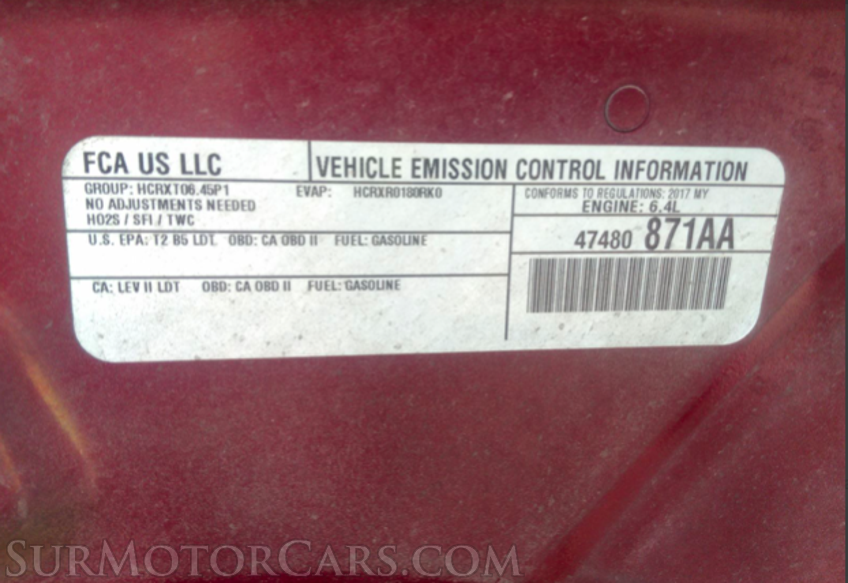 FCA US LLC
VEHICLE EMISSION CONTROL INFORMATION
GROUP: HCRXT06.45P1 EVAP: HCRXR0180RK0
NO ADJUSTMENTS NEEDED
HO2S / SFI / TWC
U.S. EPA: T2 B5 LDT OBD: CA OBD II FUEL: GASOLINE
CA: LEV II LDT OBD: CA OBD II FUEL: GASOLINE
CONFORMS TO REGULATIONS: 2017 MY
ENGINE: 6.4L
47480 871AA
SURMOTORCARS.COM